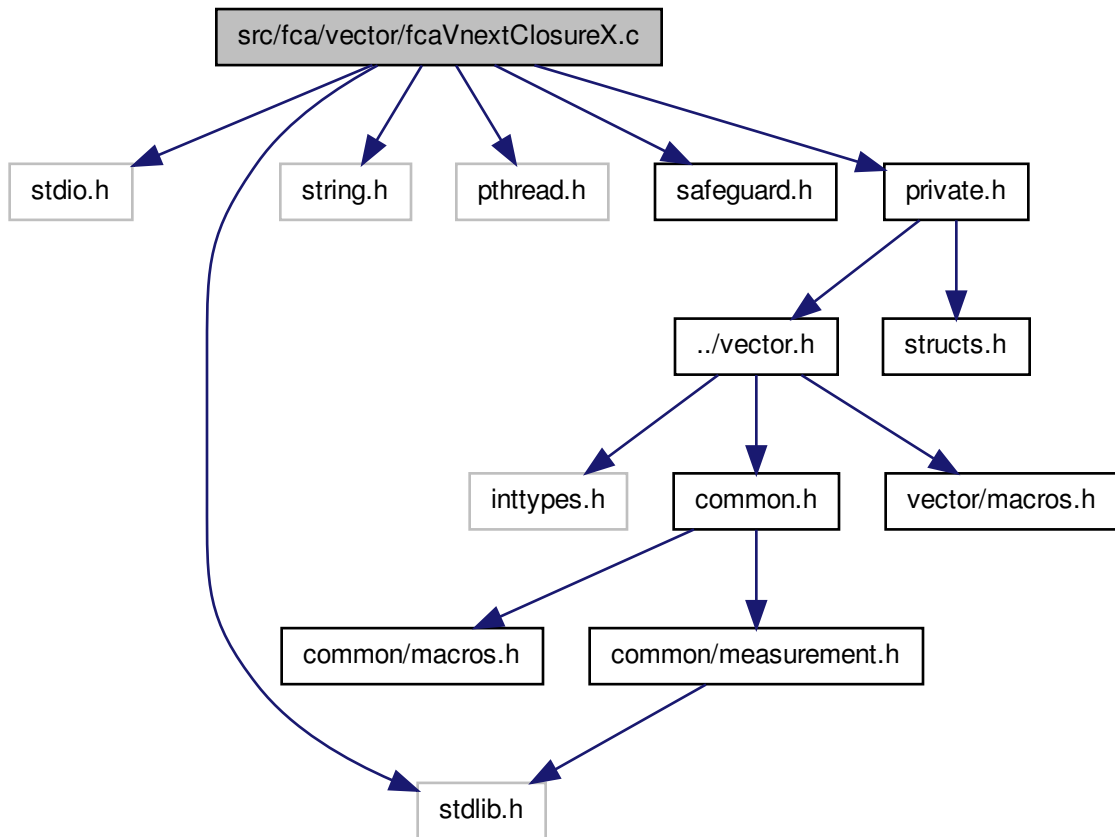 src/fca/vector/fcaVnextClosureX.c
stdio.h
string.h
pthread.h
safeguard.h
private.h
../vector.h
structs.h
inttypes.h
common.h
vector/macros.h
common/macros.h
common/measurement.h
stdlib.h